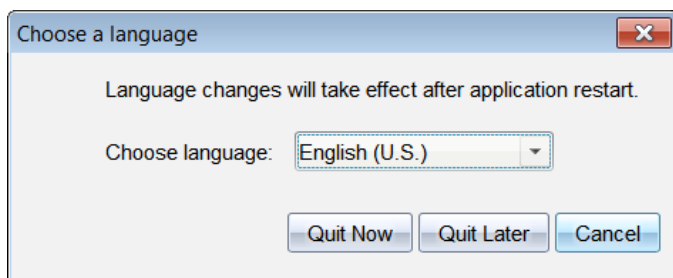 Choose a language
Language changes will take effect after application restart.
Choose language: English (U.S.)
Quit Now Quit Later Cancel